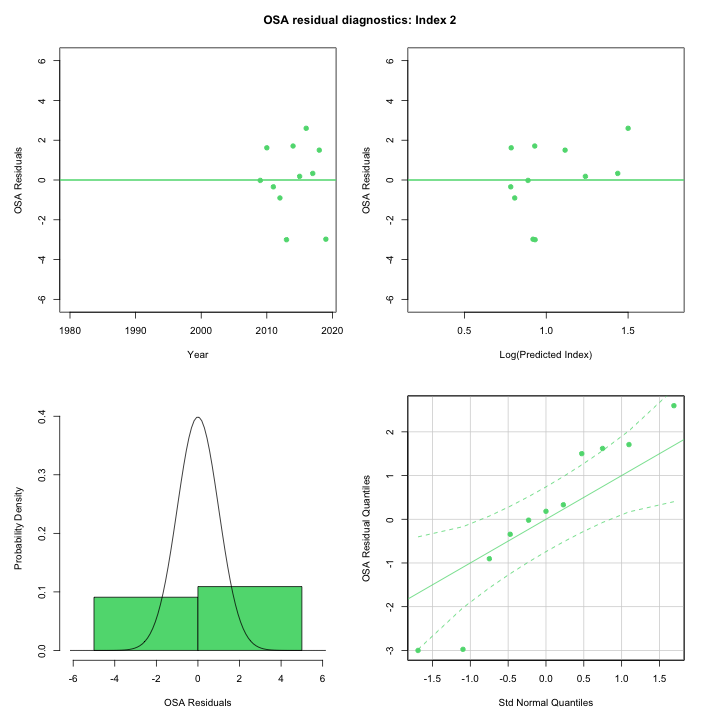 OSA residual diagnostics: Index 2
6
4
2
0
-2
-4
-6
OSA Residuals
1980 1990 2000 2010 2020
Year
6
4
2
0
-2
-4
-6
OSA Residuals
0.5 1.0 1.5
Log(Predicted Index)
0.4
0.3
0.2
0.1
0.0
Probability Density
-6 -4 -2 0 2 4 6
OSA Residuals
2
1
0
-1
-2
-3
OSA Residual Quantiles
-1.5 -1.0 -0.5 0.0 0.5 1.0 1.5
Std Normal Quantiles